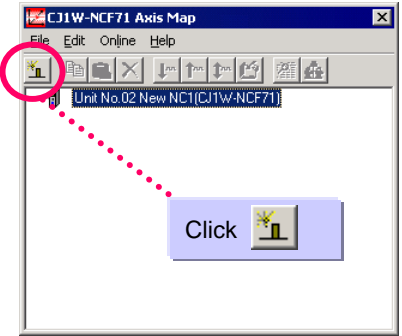 CJ1W-NCF71 Axis Map
File Edit Online Help
Unit No.02 New NC1(CJ1W-NCF71)
Click